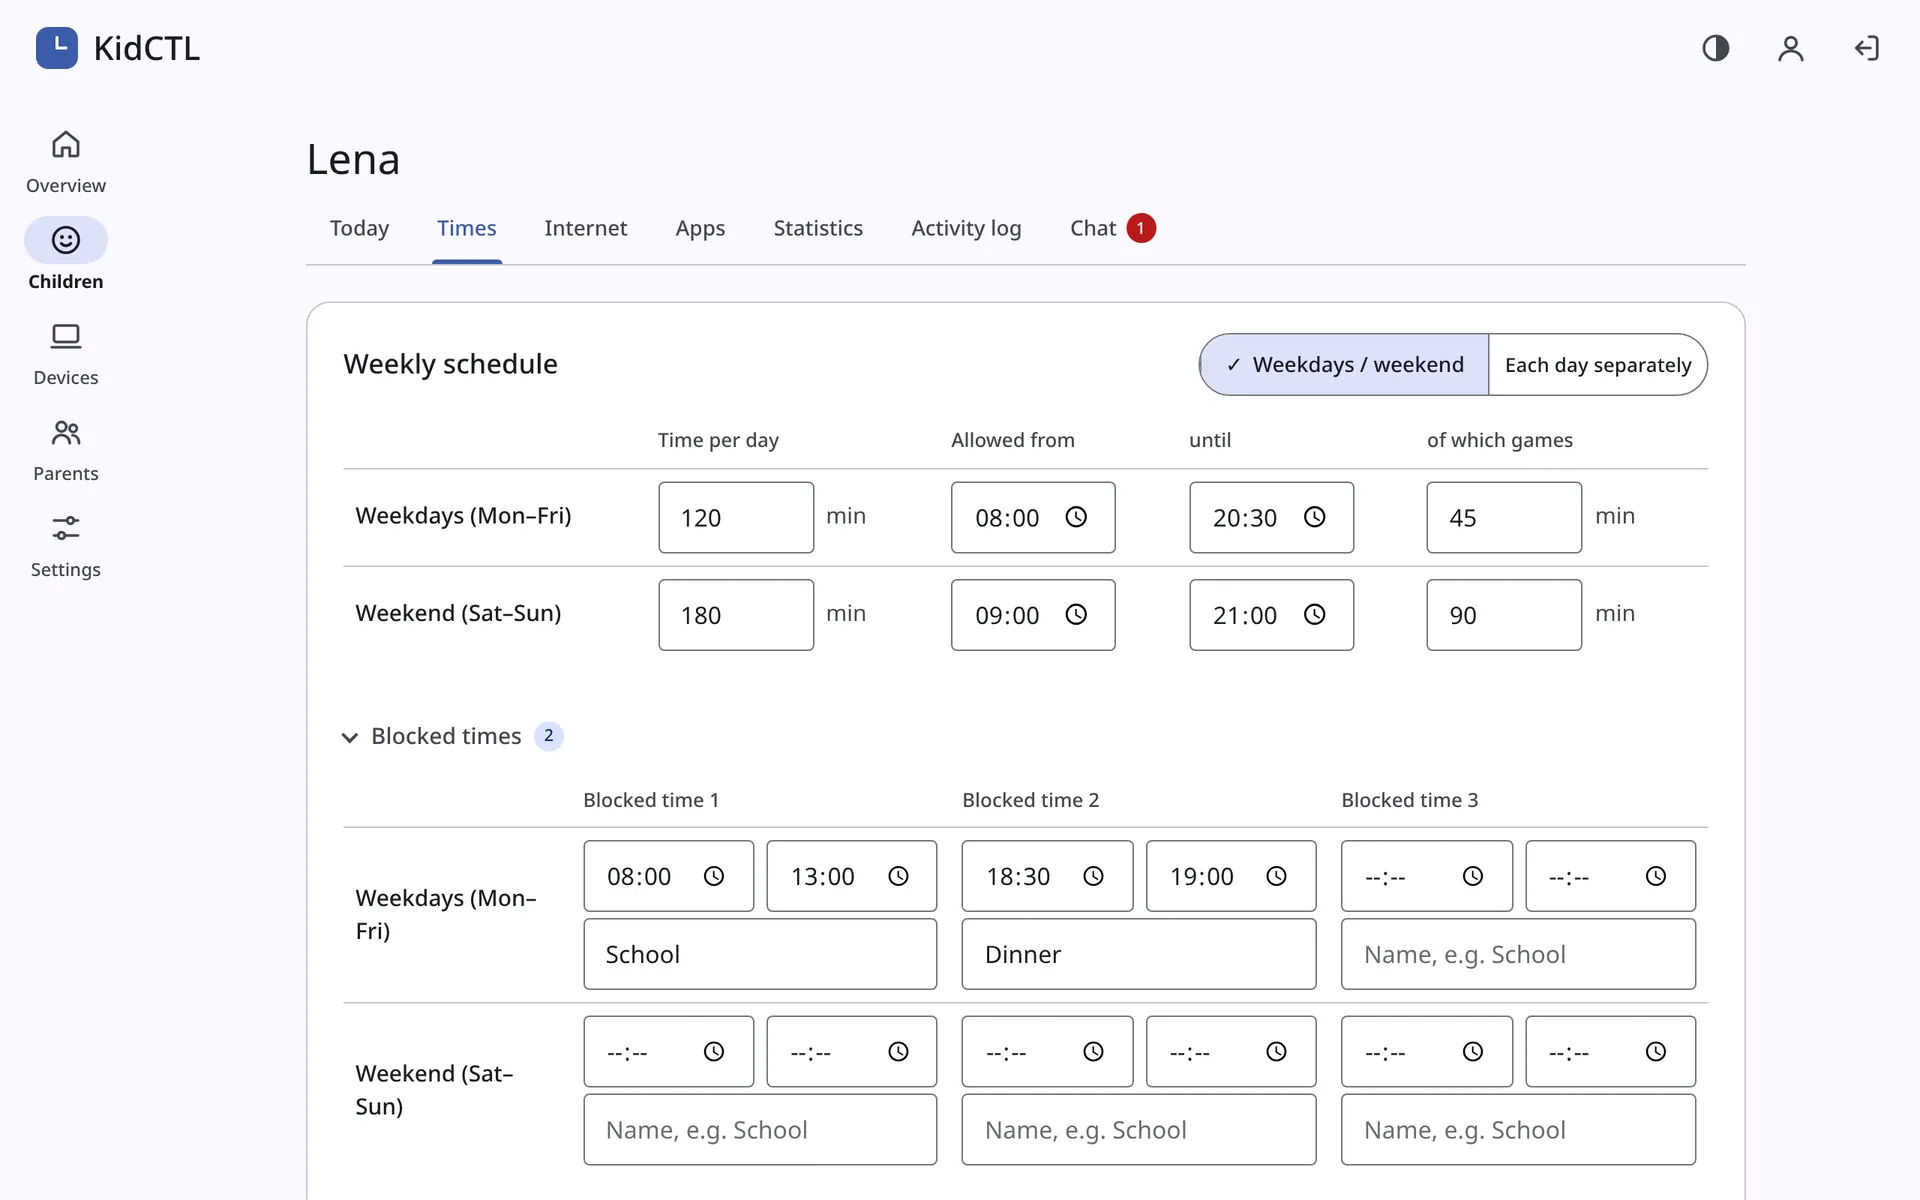 KidCTL
Overview
Children
Devices
Parents
Settings
Lena
Today Times Internet Apps Statistics Activity log Chat 1
Weekly schedule
✓ Weekdays / weekend Each day separately
Time per day Allowed from until of which games
Weekdays (Mon–Fri) 120 min 08:00 20:30 45 min
Weekend (Sat–Sun) 180 min 09:00 21:00 90 min
Blocked times 2
Blocked time 1 Blocked time 2 Blocked time 3
Weekdays (Mon–
Fri)
08:00 13:00 18:30 19:00 --:-- --:--
School Dinner Name, e.g. School
Weekend (Sat–
Sun)
--:-- --:-- --:-- --:-- --:-- --:--
Name, e.g. School Name, e.g. School Name, e.g. School